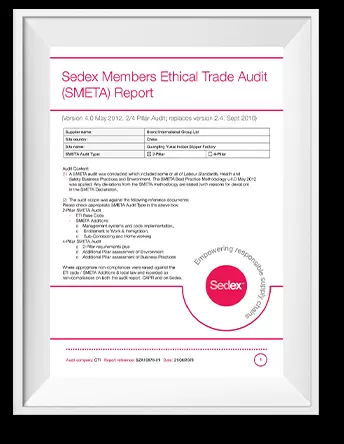 Sedex Members Ethical Trade Audit
(SMETA) Report
(Version 4.0 May 2012, 2/4 Pillar Audit; replaces version 2.4, Sept 2010)
Supplier name: Brand International Group Ltd
Site country: China
Site name: Indoor Slipper Factory
SMETA Audit Type: 2-Pillar 4-Pillar
Audit Content:
(1) A SMETA audit was conducted which included some or all of Labour Standards, Health and
Safety, Business Practices and Environment. The SMETA Best Practice Methodology v.4.0 May 2012
was applied. Any deviations from the SMETA methodology are stated (with reasons for deviation)
in the SMETA Declaration.
(2) The audit scope was against the following reference documents
Please check appropriate SMETA Audit Type in the above box
2-Pillar SMETA Audit
- ETI Base Code
- SMETA Additions
Management systems and code implementation,
Entitlement to Work & Immigration,
Sub-Contracting and Home working
4-Pillar SMETA Audit
2-Pillar requirements plus
Additional Pillar assessment of Environment
Additional Pillar assessment of Business Practices
Where appropriate non-compliances were raised against the
ETI code / SMETA Additions & local law and recorded as
non-compliances on both the audit report, CAPR and on Sedex.
Empowering responsible supply chains
Sedex
Audit company: CTI Report reference: Date:
1